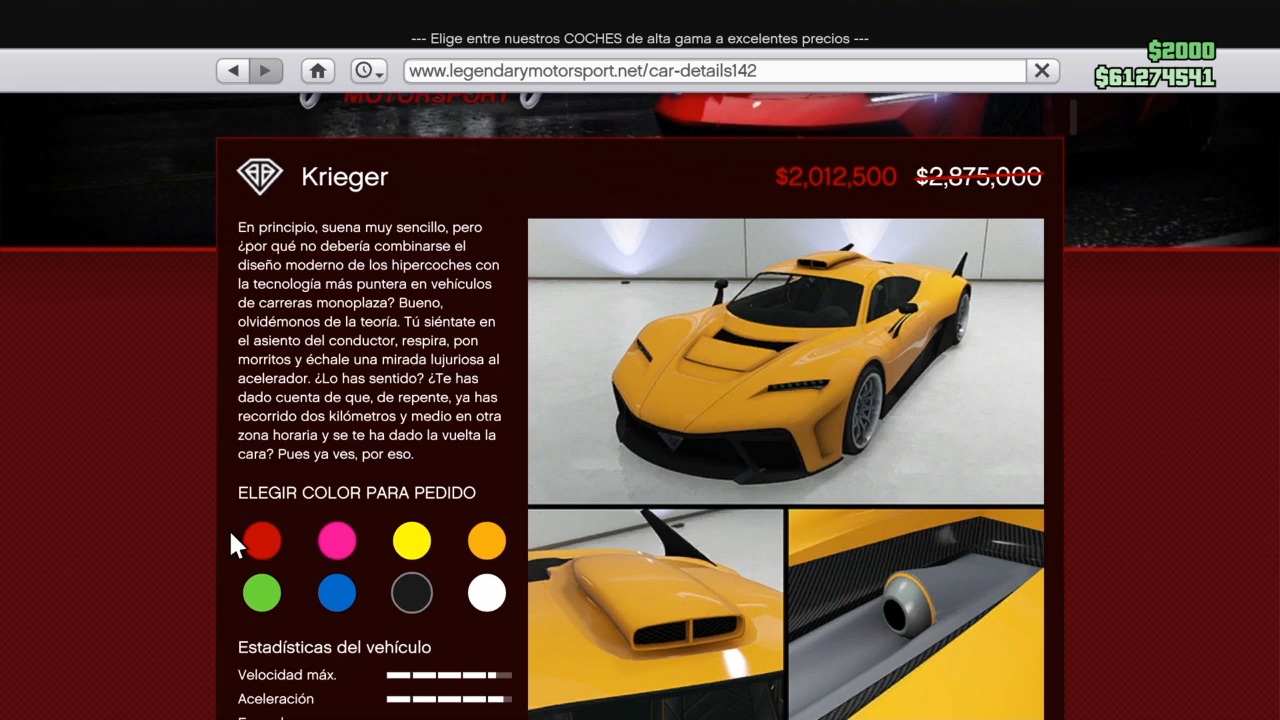 --- Elige entre nuestros COCHES de alta gama a excelentes precios ---
$2000
www.legendarymotorsport.net/car-details142
$61274541
MOTORSPORT
Krieger
$2,012,500 $2,875,000
En principio, suena muy sencillo, pero
¿por qué no debería combinarse el
diseño moderno de los hipercoches con
la tecnología más puntera en vehículos
de carreras monoplaza? Bueno,
olvidémonos de la teoría. Tú siéntate en
el asiento del conductor, respira, pon
morritos y échale una mirada lujuriosa al
acelerador. ¿Lo has sentido? ¿Te has
dado cuenta de que, de repente, ya has
recorrido dos kilómetros y medio en otra
zona horaria y se te ha dado la vuelta la
cara? Pues ya ves, por eso.
ELEGIR COLOR PARA PEDIDO
Estadísticas del vehículo
Velocidad máx.
Aceleración